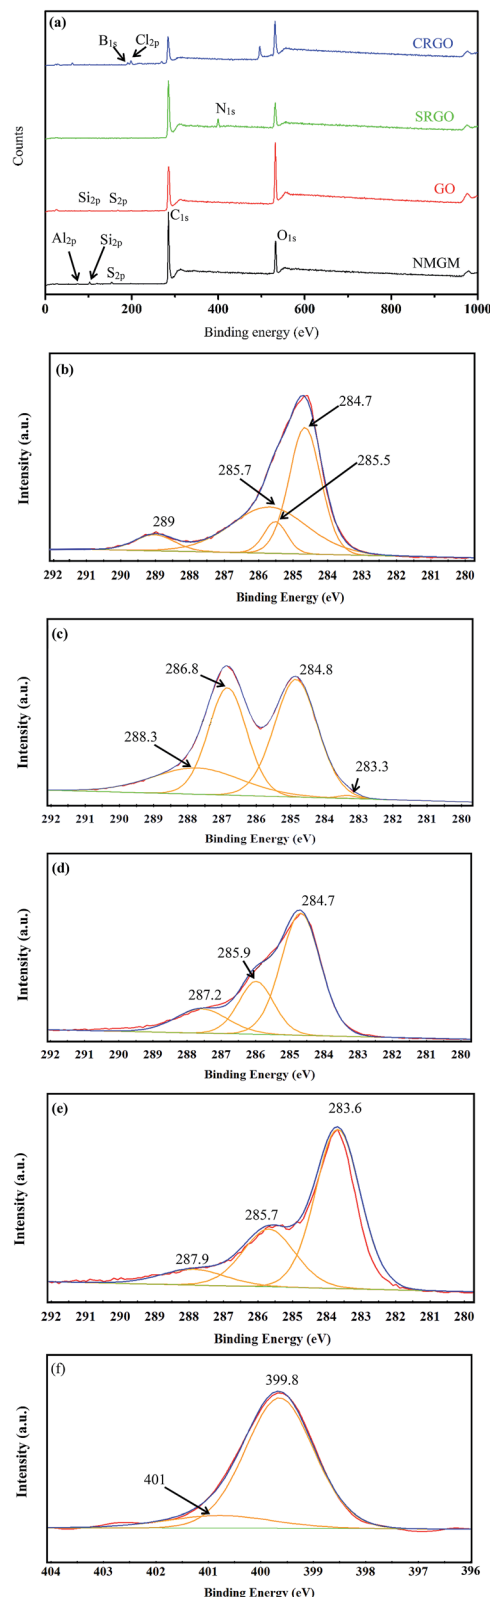 (a)
B1s
Cl2p
CRGO
N1s
SRGO
Si2p S2p
GO
C1s
Al2p
Si2p
S2p
O1s
NMGM
Counts
0 200 400 600 800 1000
Binding energy (eV)
(b)
284.7
285.7
285.5
289
Intensity (a.u.)
292 291 290 289 288 287 286 285 284 283 282 281 280
Binding Energy (eV)
(c)
286.8
284.8
288.3
283.3
Intensity (a.u.)
292 291 290 289 288 287 286 285 284 283 282 281 280
Binding Energy (eV)
(d)
284.7
285.9
287.2
Intensity (a.u.)
292 291 290 289 288 287 286 285 284 283 282 281 280
Binding Energy (eV)
(e)
283.6
285.7
287.9
Intensity (a.u.)
292 291 290 289 288 287 286 285 284 283 282 281 280
Binding Energy (eV)
(f)
399.8
401
Intensity (a.u.)
404 403 402 401 400 399 398 397 396
Binding Energy (eV)